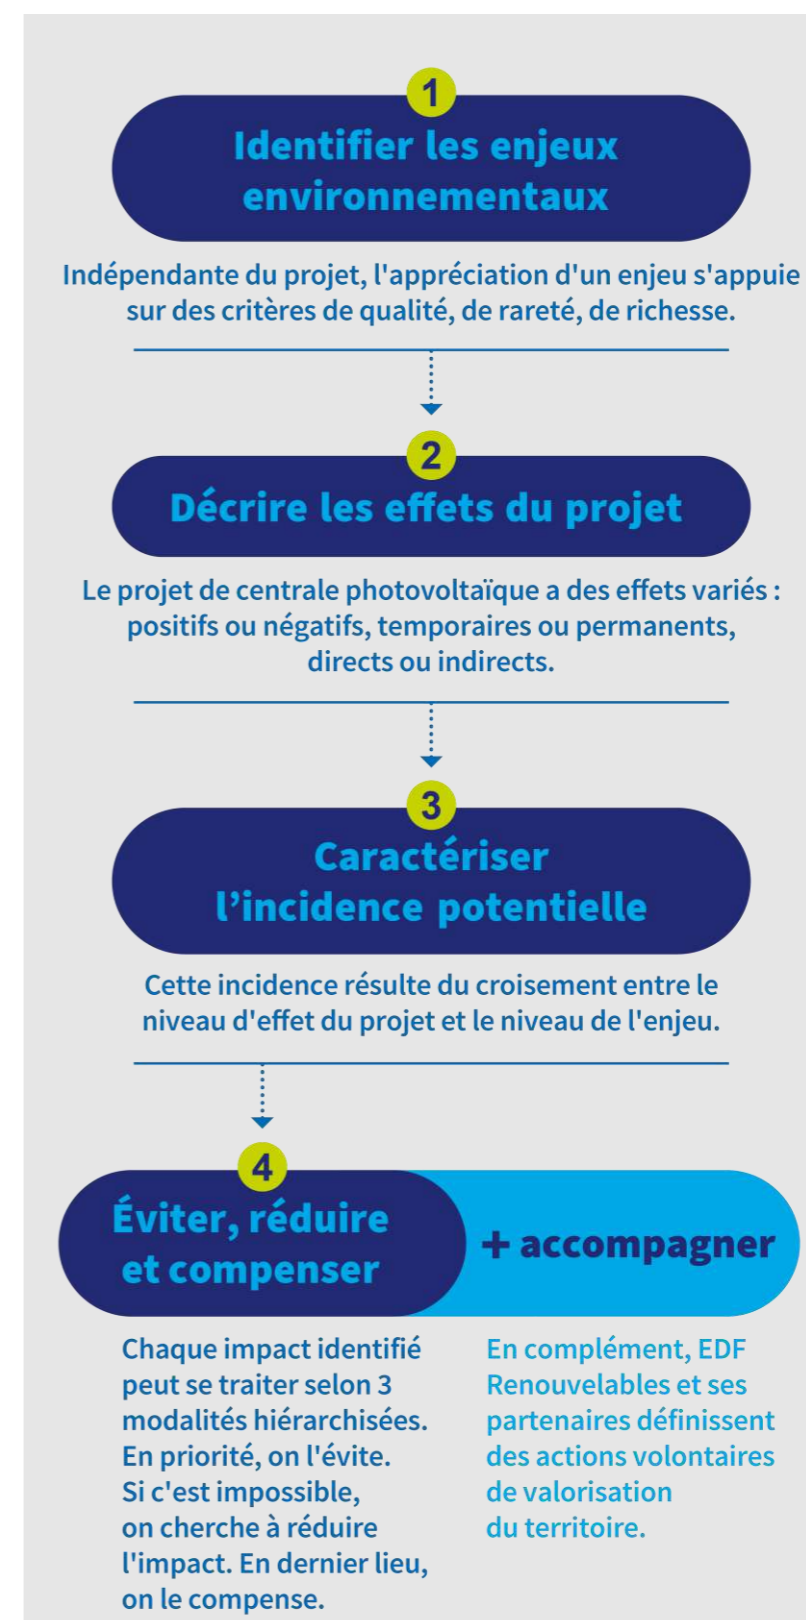 1
Identifier les enjeux
environnementaux
Indépendante du projet, l'appréciation d'un enjeu s'appuie
sur des critères de qualité, de rareté, de richesse.
2
Décrire les effets du projet
Le projet de centrale photovoltaïque a des effets variés :
positifs ou négatifs, temporaires ou permanents,
directs ou indirects.
3
Caractériser
l’incidence potentielle
Cette incidence résulte du croisement entre le
niveau d'effet du projet et le niveau de l'enjeu.
4
Éviter, réduire
et compenser
+ accompagner
Chaque impact identifié
peut se traiter selon 3
modalités hiérarchisées.
En priorité, on l'évite.
Si c'est impossible,
on cherche à réduire
l'impact. En dernier lieu,
on le compense.
En complément, EDF
Renouvelables et ses
partenaires définissent
des actions volontaires
de valorisation
du territoire.